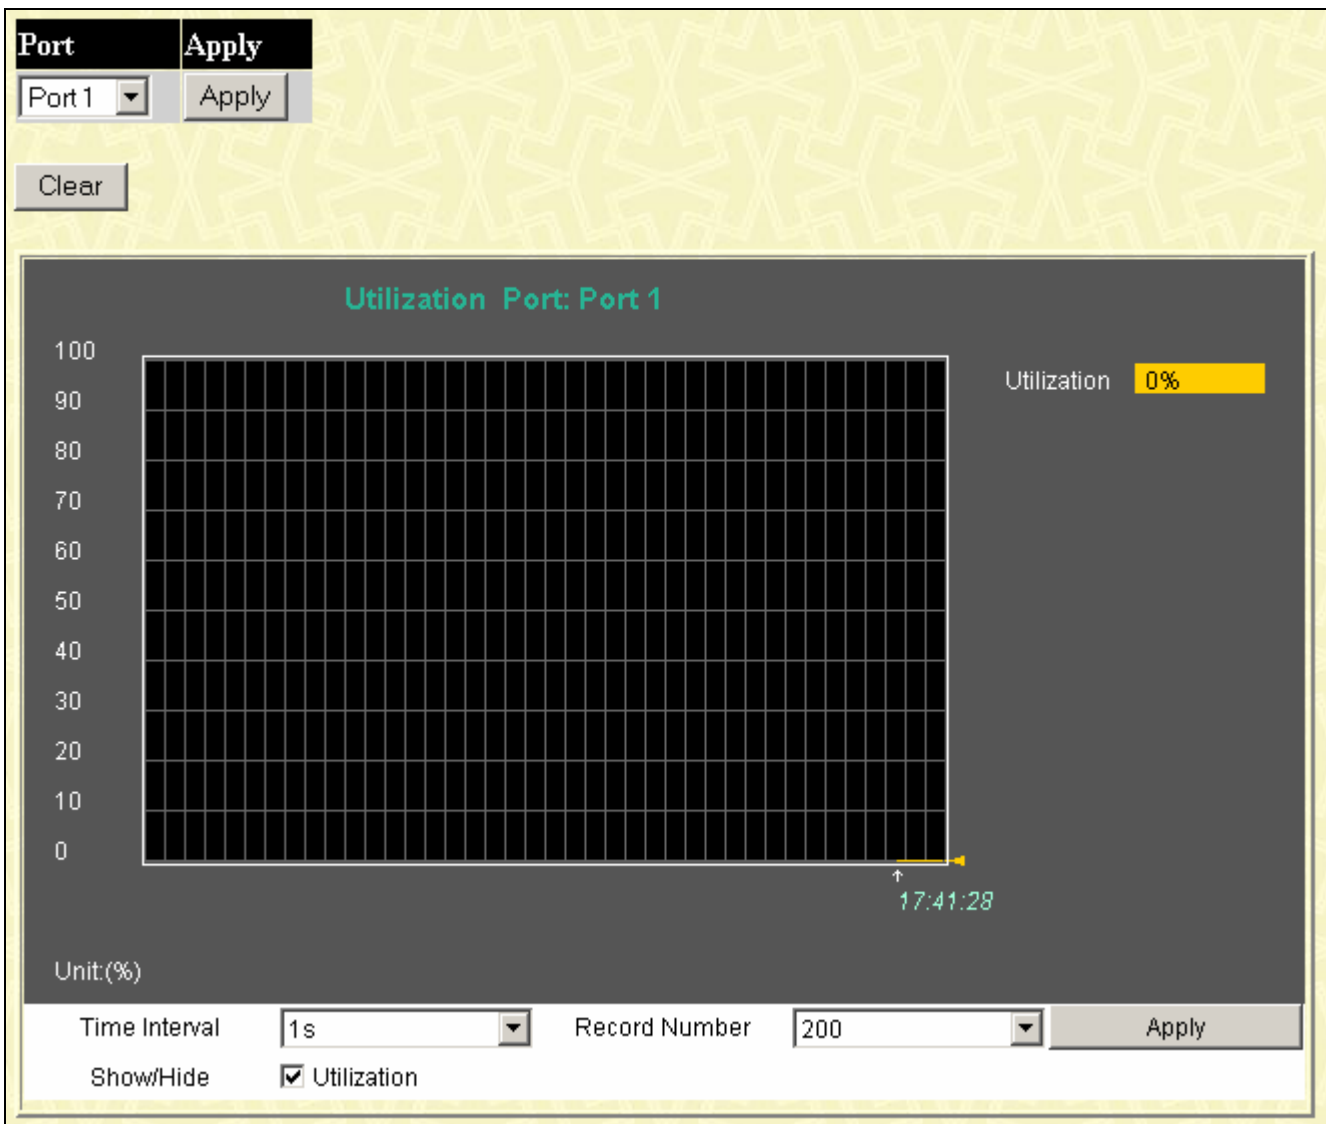 Port Apply
Port 1 Apply
Clear
Utilization Port: Port 1
100
90
80
70
60
50
40
30
20
10
0
Utilization 0%
17:41:28
Unit:(%)
Time Interval 1s Record Number 200 Apply
Show/Hide Utilization